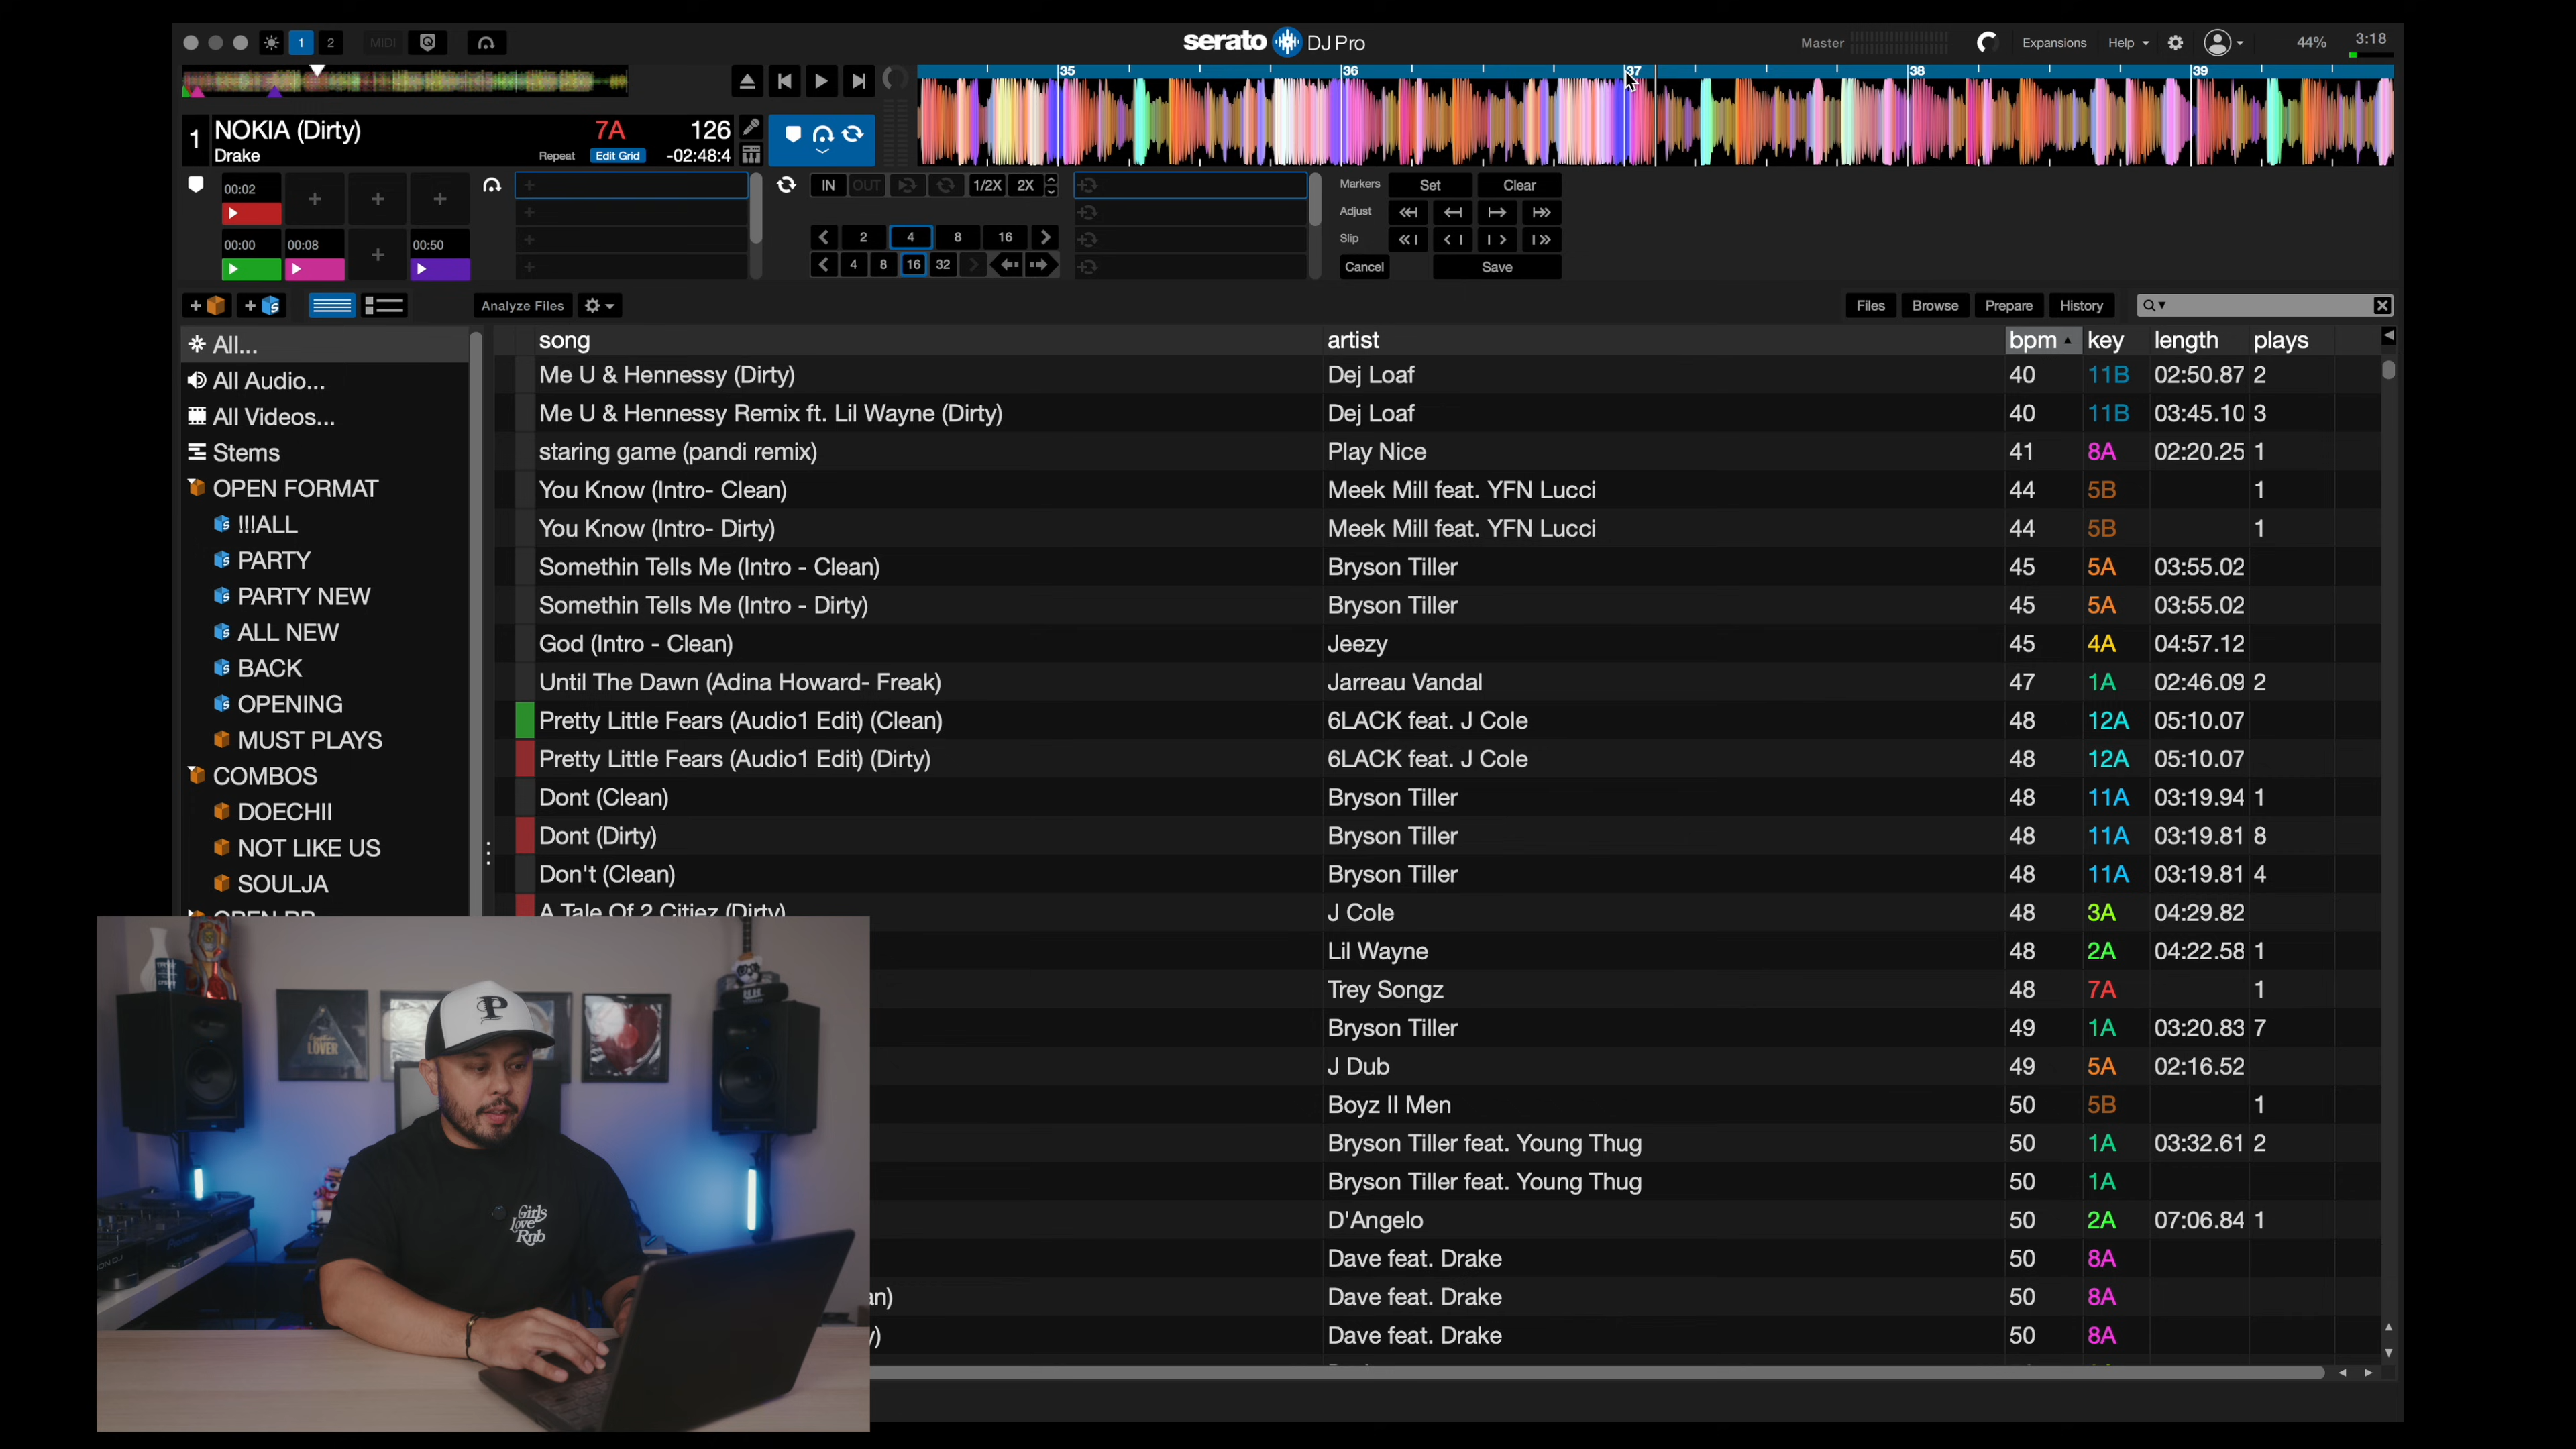 1 2 MIDI serato DJ Pro Master Expansions Help 44% 3:18
35 36 37 38 39
1 NOKIA (Dirty) 7A 126
Drake Repeat Edit Grid -02:48:4
00:02 IN OUT 1/2X 2X Markers Set Clear
Adjust
2 4 8 16 Slip
00:00 00:08 00:50
4 8 16 32 Cancel Save
Analyze Files Files Browse Prepare History
All...
All Audio...
All Videos...
Stems
OPEN FORMAT
!!!ALL
PARTY
PARTY NEW
ALL NEW
BACK
OPENING
MUST PLAYS
COMBOS
DOECHII
NOT LIKE US
SOULJA
song artist bpm key length plays
Me U & Hennessy (Dirty) Dej Loaf 40 11B 02:50.87 2
Me U & Hennessy Remix ft. Lil Wayne (Dirty) Dej Loaf 40 11B 03:45.10 3
staring game (pandi remix) Play Nice 41 8A 02:20.25 1
You Know (Intro- Clean) Meek Mill feat. YFN Lucci 44 5B 1
You Know (Intro- Dirty) Meek Mill feat. YFN Lucci 44 5B 1
Somethin Tells Me (Intro - Clean) Bryson Tiller 45 5A 03:55.02
Somethin Tells Me (Intro - Dirty) Bryson Tiller 45 5A 03:55.02
God (Intro - Clean) Jeezy 45 4A 04:57.12
Until The Dawn (Adina Howard- Freak) Jarreau Vandal 47 1A 02:46.09 2
Pretty Little Fears (Audio1 Edit) (Clean) 6LACK feat. J Cole 48 12A 05:10.07
Pretty Little Fears (Audio1 Edit) (Dirty) 6LACK feat. J Cole 48 12A 05:10.07
Dont (Clean) Bryson Tiller 48 11A 03:19.94 1
Dont (Dirty) Bryson Tiller 48 11A 03:19.81 8
Don't (Clean) Bryson Tiller 48 11A 03:19.81 4
A Tale Of 2 Citiez (Dirty) J Cole 48 3A 04:29.82
Lil Wayne 48 2A 04:22.58 1
Trey Songz 48 7A 1
Bryson Tiller 49 1A 03:20.83 7
J Dub 49 5A 02:16.52
Boyz II Men 50 5B 1
Bryson Tiller feat. Young Thug 50 1A 03:32.61 2
Bryson Tiller feat. Young Thug 50 1A
D'Angelo 50 2A 07:06.84 1
Dave feat. Drake 50 8A
Dave feat. Drake 50 8A
Dave feat. Drake 50 8A
LOVER
P
Girls
Love
Rnb